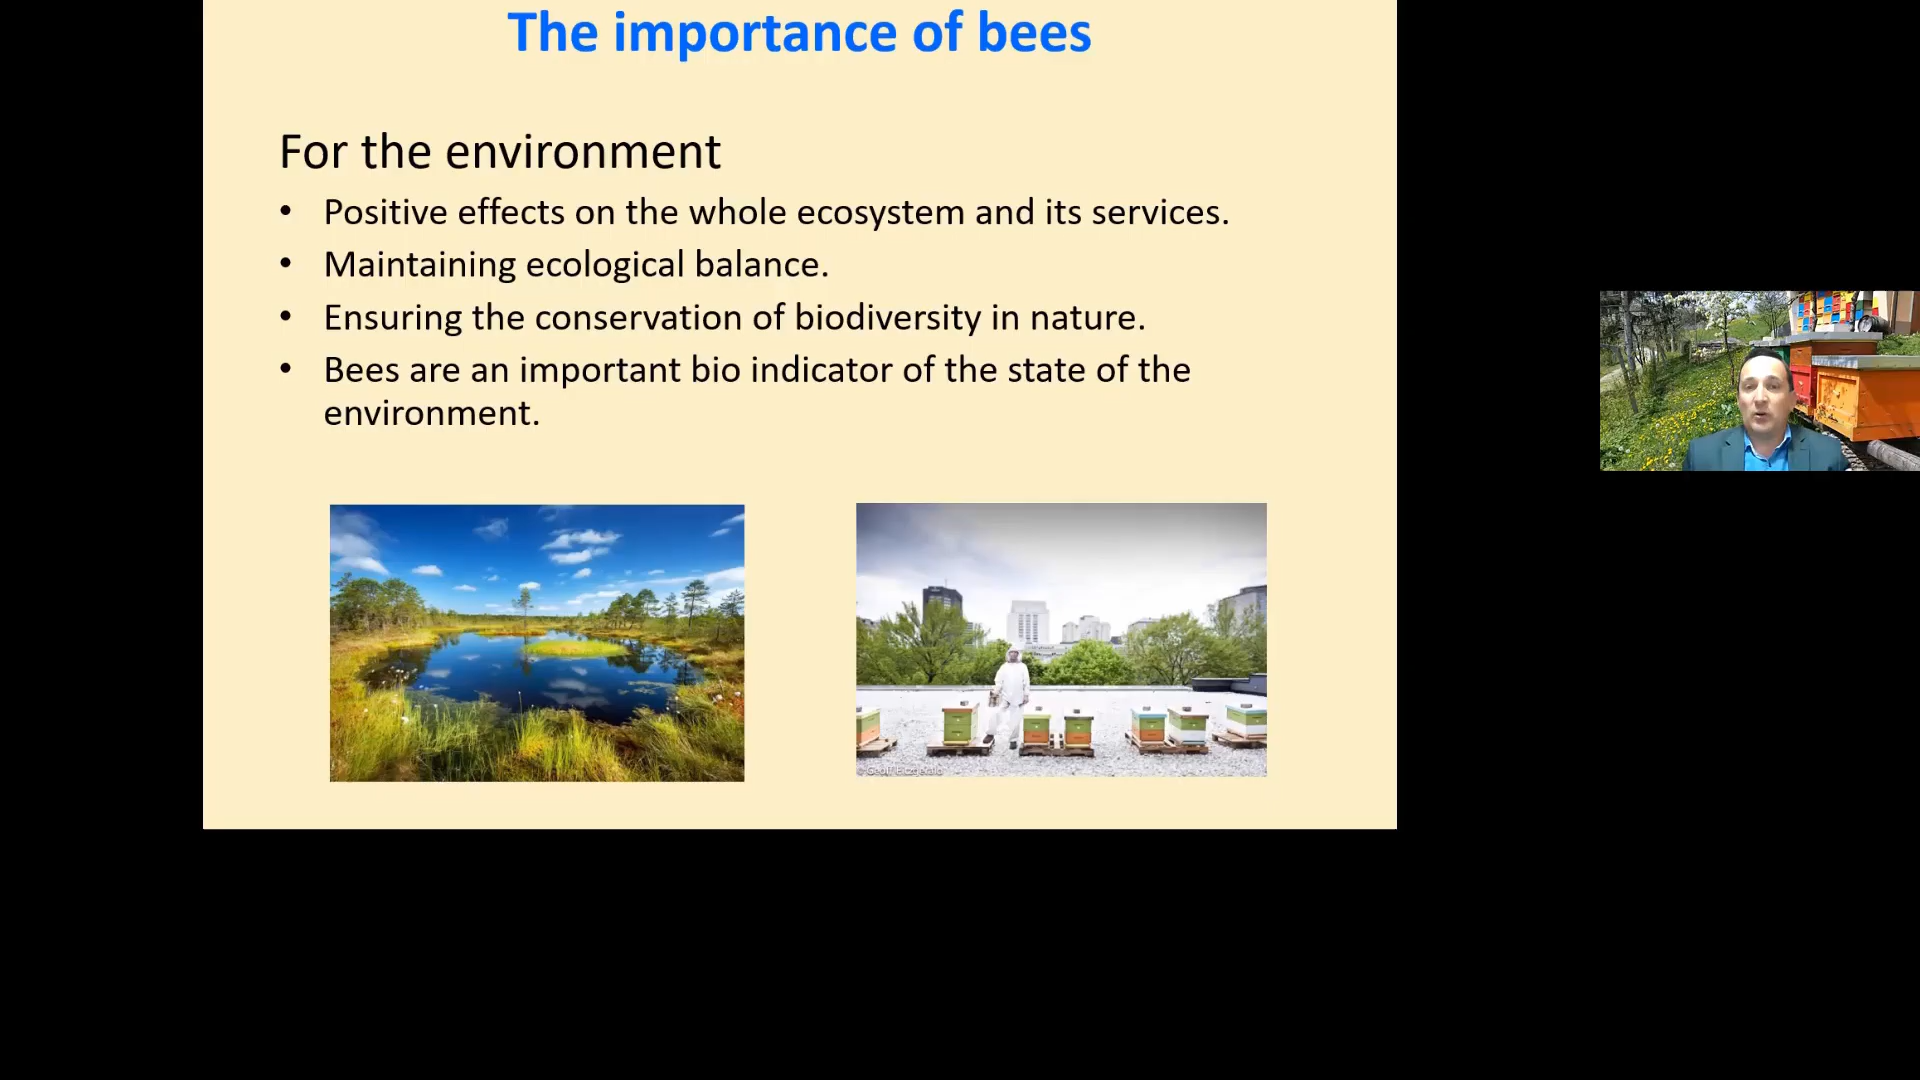 The importance of bees
For the environment
• Positive effects on the whole ecosystem and its services.
• Maintaining ecological balance.
• Ensuring the conservation of biodiversity in nature.
• Bees are an important bio indicator of the state of the
environment.
© Geoff Fitzgerald